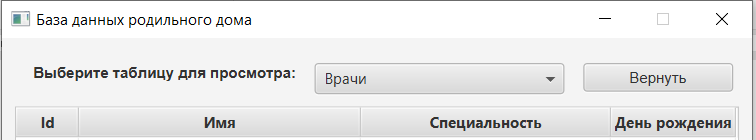 База данных родильного дома
Выберите таблицу для просмотра: Врачи Вернуть
Id Имя Специальность День рождения